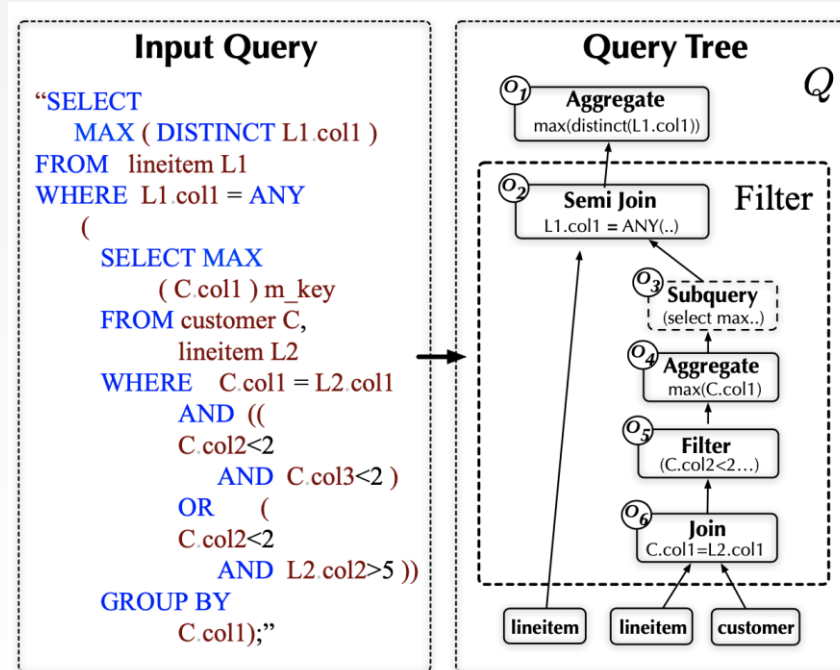 Input Query
“SELECT
MAX ( DISTINCT L1.col1 )
FROM lineitem L1
WHERE L1.col1 = ANY
(
SELECT MAX
( C.col1 ) m_key
FROM customer C,
lineitem L2
WHERE C.col1 = L2.col1
AND ((
C.col2<2
AND C.col3<2 )
OR (
C.col2<2
AND L2.col2>5 ))
GROUP BY
C.col1);”
Query Tree
Q
O1
Aggregate
max(distinct(L1.col1))
Filter
O2
Semi Join
L1.col1 = ANY(..)
O3
Subquery
(select max..)
O4
Aggregate
max(C.col1)
O5
Filter
(C.col2<2...)
O6
Join
C.col1=L2.col1
lineitem
lineitem
customer